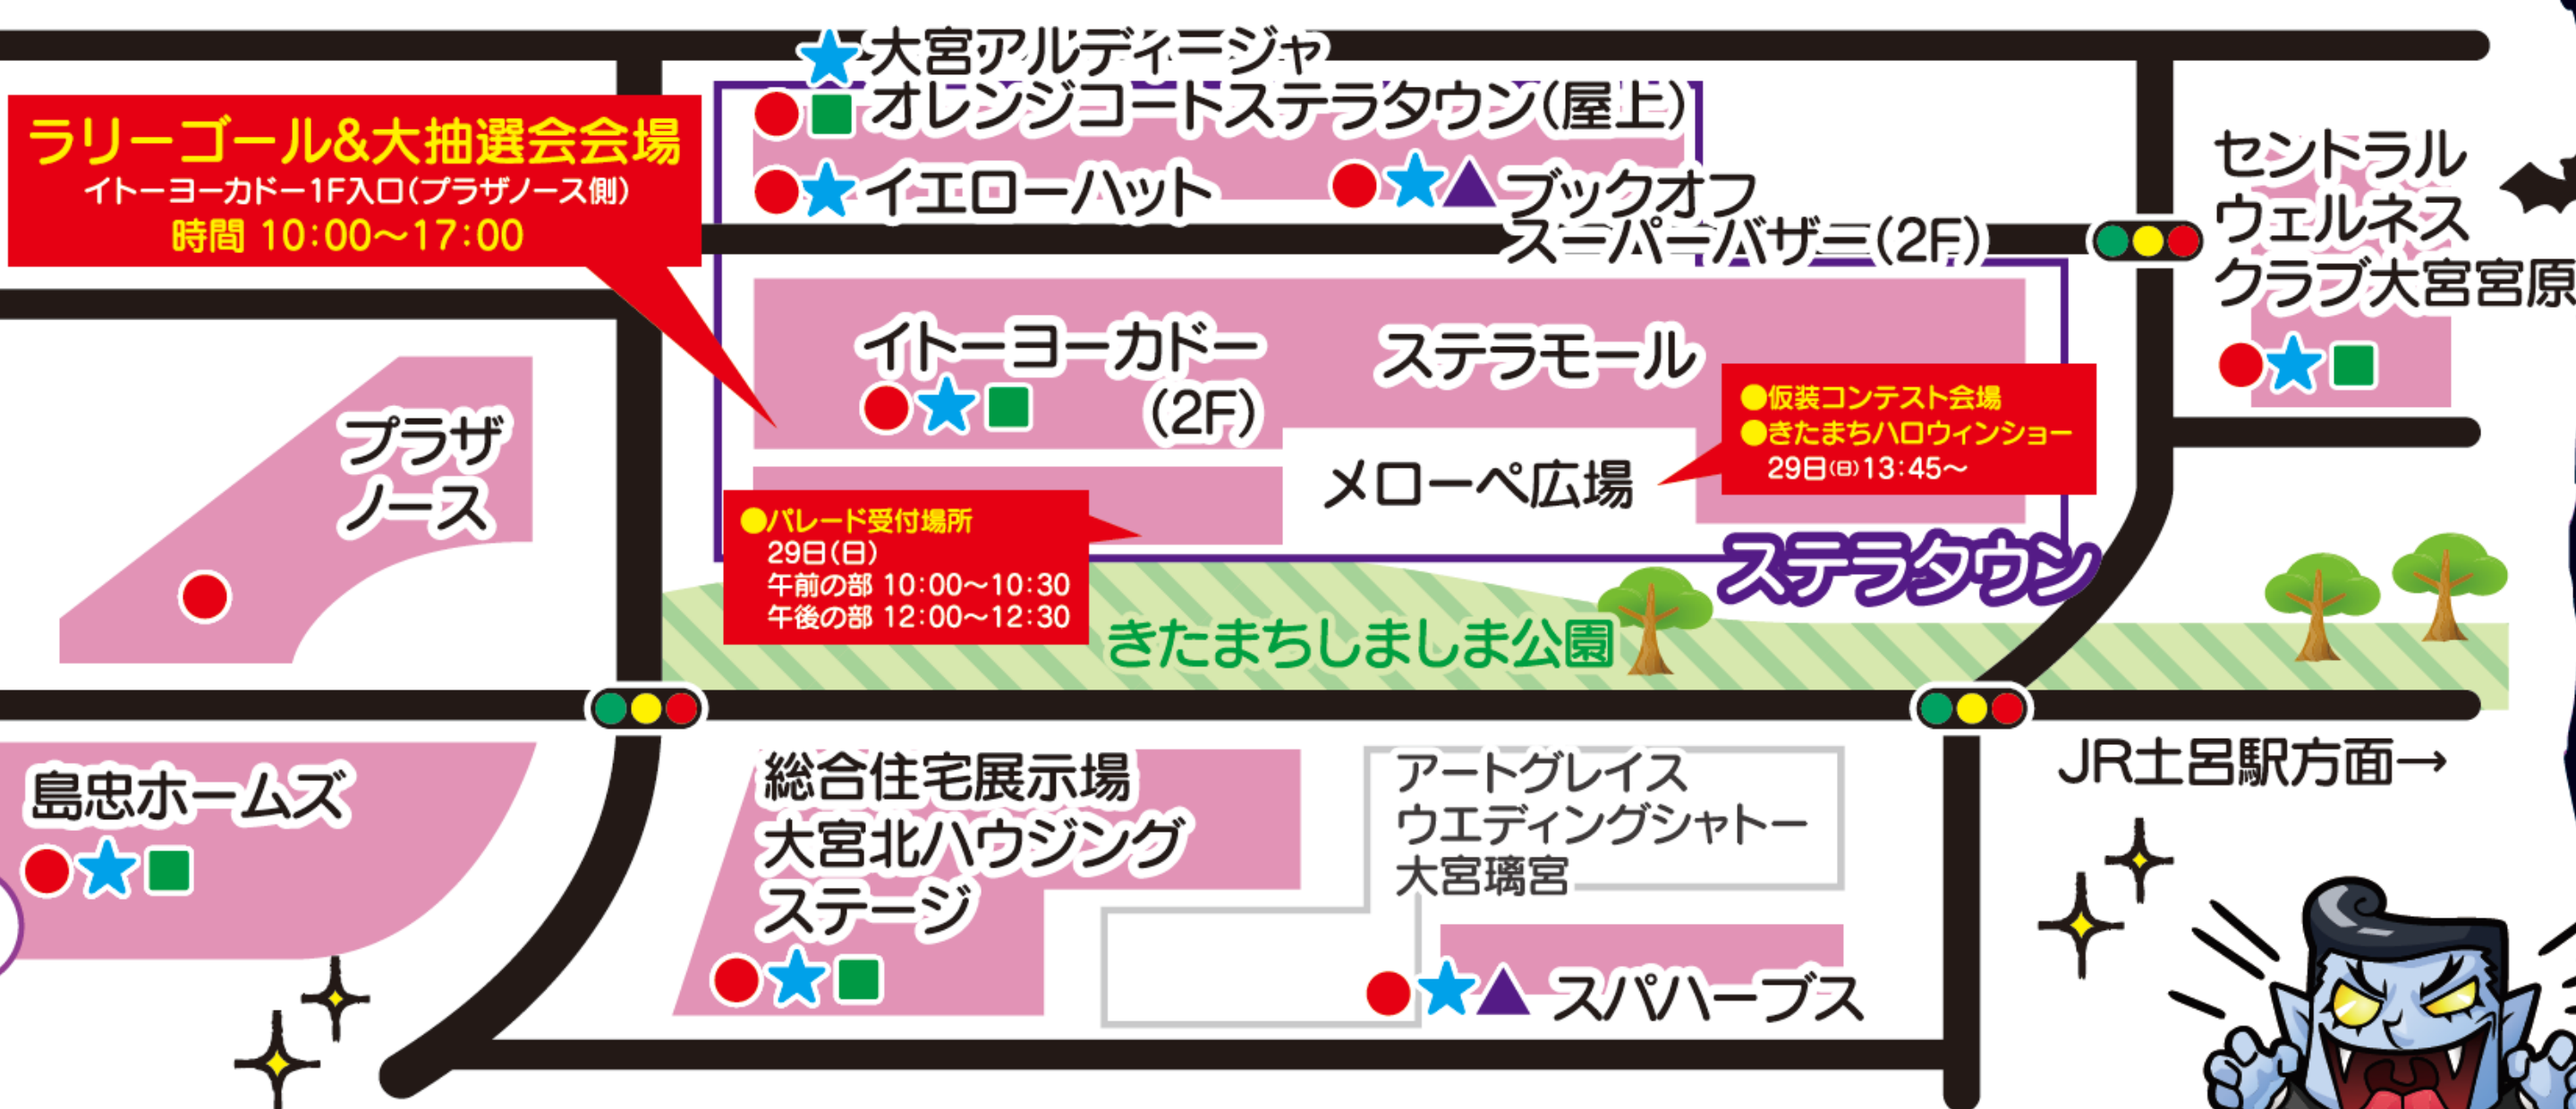 ★大宮アルディージャ
●■オレンジコートステラタウン(屋上)
●★イエローハット
●★▲ブックオフ
スーパーバザー(2F)
ラリーゴール&大抽選会会場
イトーヨーカドー1F入口(プラザノース側)
時間 10:00～17:00
セントラル
ウェルネス
クラブ大宮宮原
●★■
イトーヨーカドー
●★■ (2F)
ステラモール
●仮装コンテスト会場
●きたまちハロウィンショー
29日(日)13:45～
プラザ
ノース
●
メローペ広場
●パレード受付場所
29日(日)
午前の部 10:00～10:30
午後の部 12:00～12:30
ステラタウン
きたまちしましま公園
島忠ホームズ
●★■
総合住宅展示場
大宮北ハウジング
ステージ
●★■
アートグレイス
ウエディングシャトー
大宮璃宮
●★▲ スパハーブス
JR土呂駅方面→